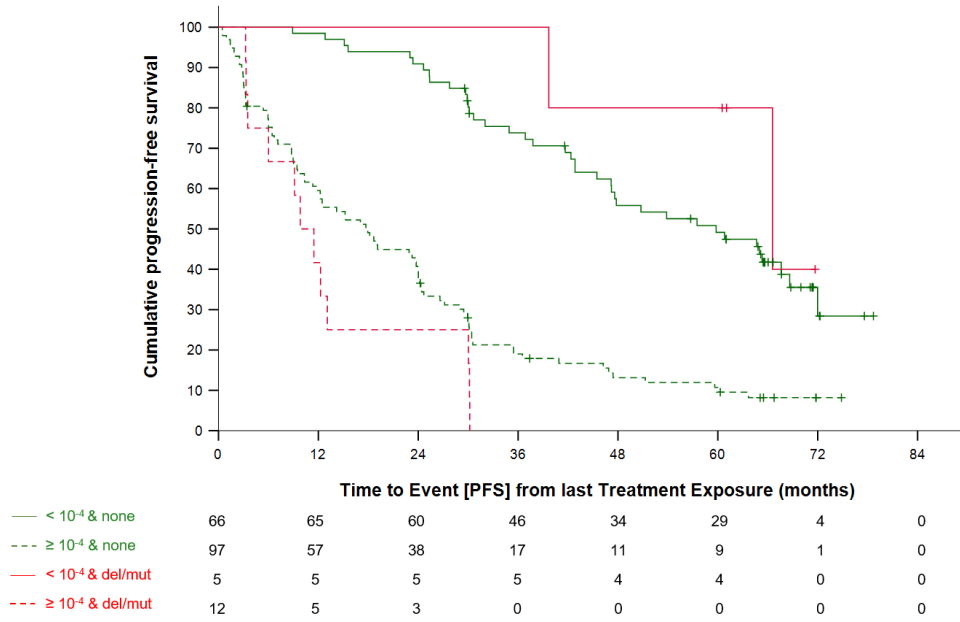 100
90
80
70
60
50
40
30
20
10
0
Cumulative progression-free survival
0 12 24 36 48 60 72 84
Time to Event [PFS] from last Treatment Exposure (months)
< 10⁻⁴ & none 66 65 60 46 34 29 4 0
≥ 10⁻⁴ & none 97 57 38 17 11 9 1 0
< 10⁻⁴ & del/mut 5 5 5 5 4 4 0 0
≥ 10⁻⁴ & del/mut 12 5 3 0 0 0 0 0